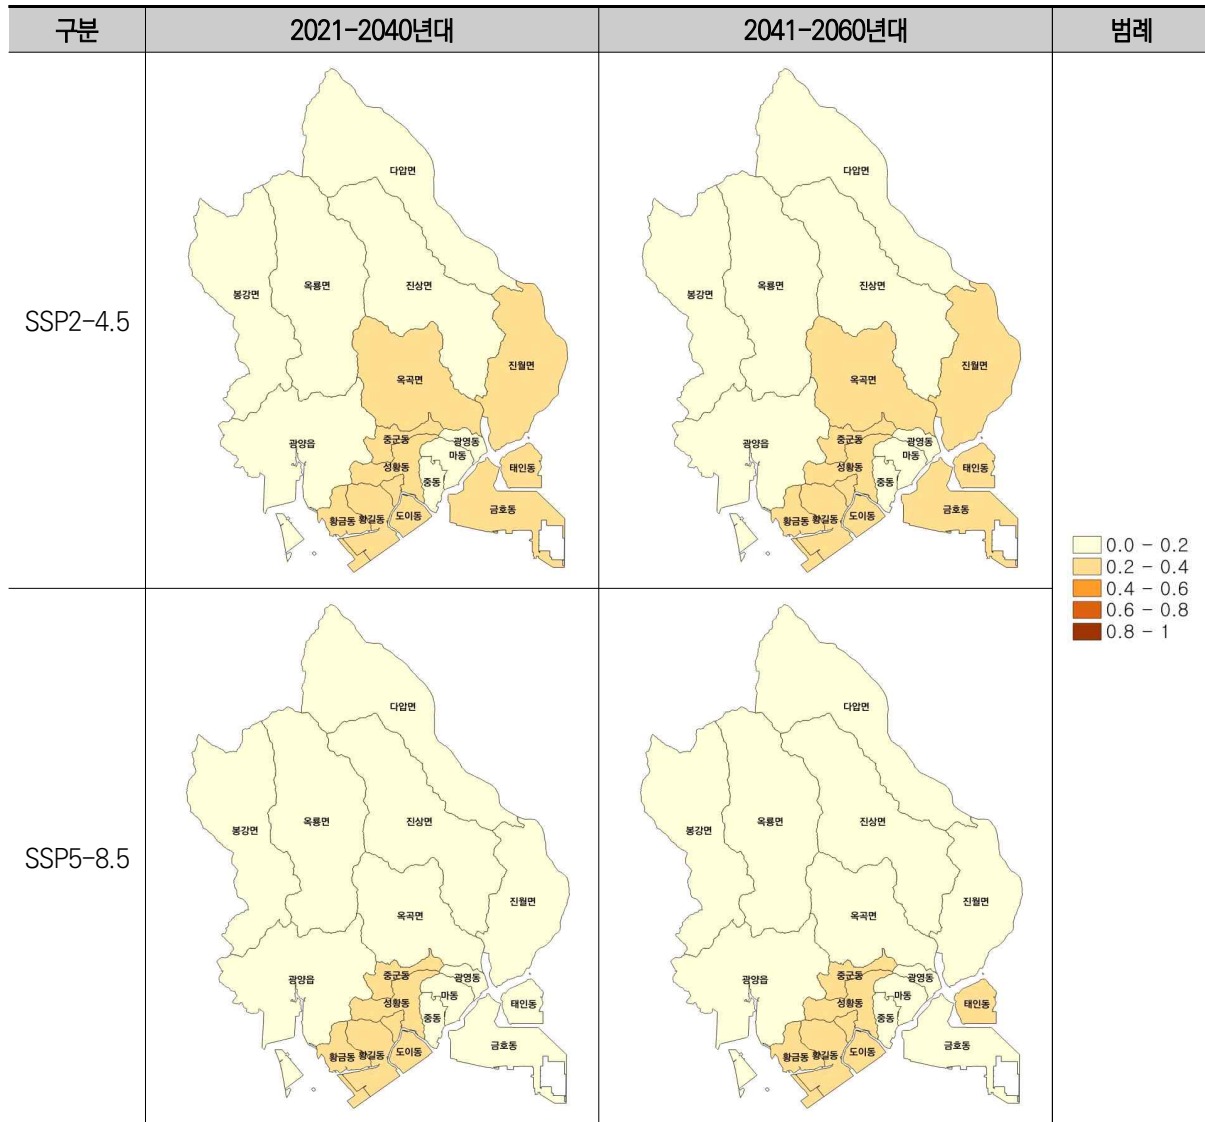 구분 2021-2040년대 2041-2060년대 범례
SSP2-4.5
다압면
봉강면
옥룡면
진상면
진월면
옥곡면
광양읍
중군동
광영동
마동
성황동
중동
태인동
황금동
황길동
도이동
금호동
다압면
봉강면
옥룡면
진상면
진월면
옥곡면
광양읍
중군동
광영동
마동
성황동
중동
태인동
황금동
황길동
도이동
금호동
0.0 - 0.2
0.2 - 0.4
0.4 - 0.6
0.6 - 0.8
0.8 - 1
SSP5-8.5
다압면
봉강면
옥룡면
진상면
진월면
옥곡면
광양읍
중군동
광영동
마동
성황동
중동
태인동
황금동
황길동
도이동
금호동
다압면
봉강면
옥룡면
진상면
진월면
옥곡면
광양읍
중군동
광영동
마동
성황동
중동
태인동
황금동
황길동
도이동
금호동